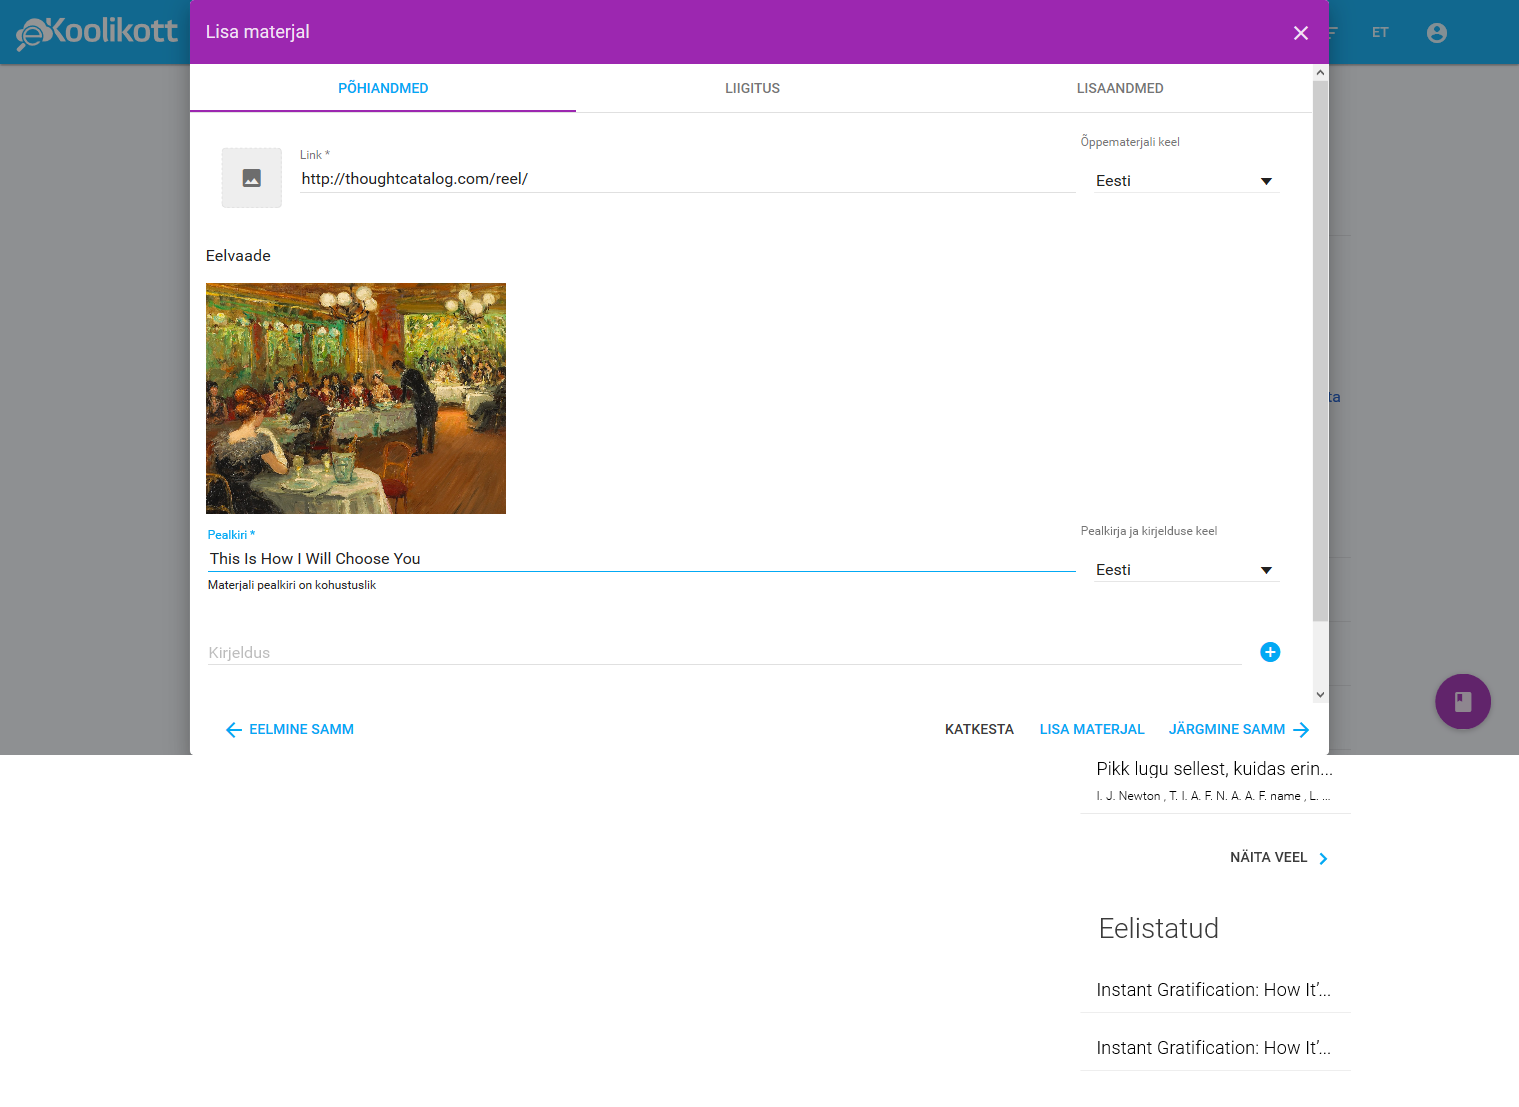 Koolikott
Lisa materjal
ET
PÕHIANDMED
LIIGITUS
LISAANDMED
Link *
http://thoughtcatalog.com/reel/
Õppematerjali keel
Eesti
Eelvaade
ta
Pealkiri *
This Is How I Will Choose You
Materjali pealkiri on kohustuslik
Pealkirja ja kirjelduse keel
Eesti
Kirjeldus
EELMINE SAMM
KATKESTA
LISA MATERJAL
JÄRGMINE SAMM
Pikk lugu sellest, kuidas erin...
I. J. Newton , T. I. A. F. N. A. A. F. name , L. ...
NÄITA VEEL
Eelistatud
Instant Gratification: How It’...
Instant Gratification: How It’...